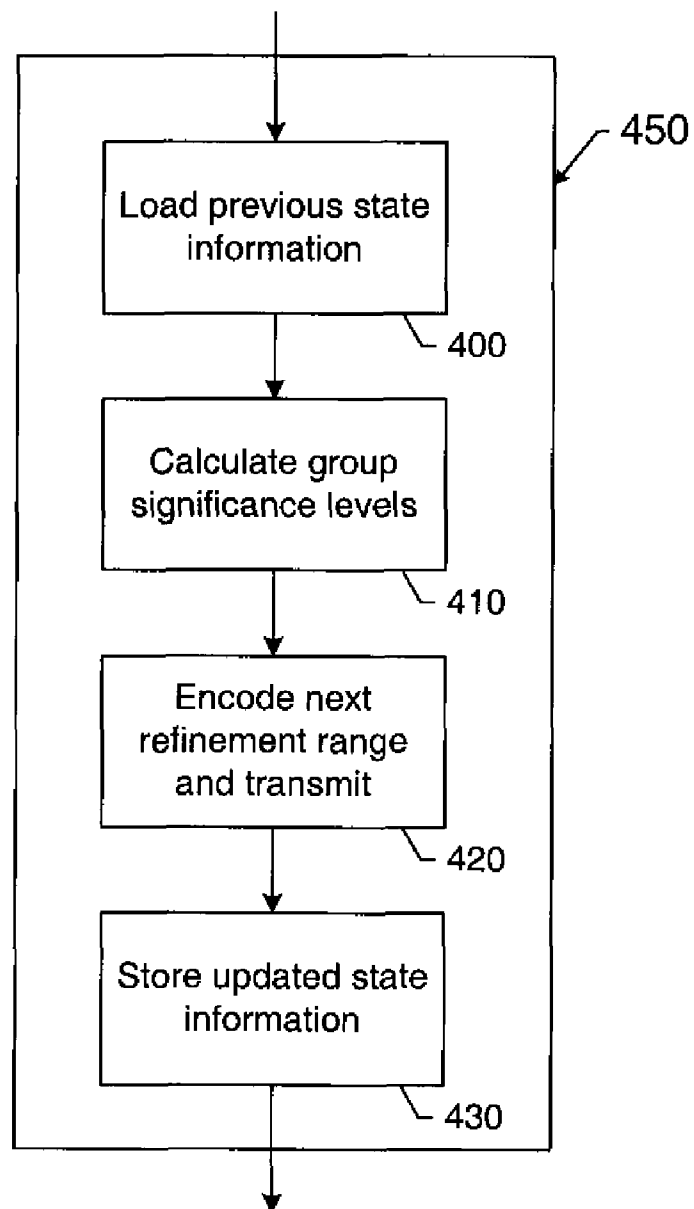 450
Load previous state
information
400
Calculate group
significance levels
410
Encode next
refinement range
and transmit
420
Store updated state
information
430